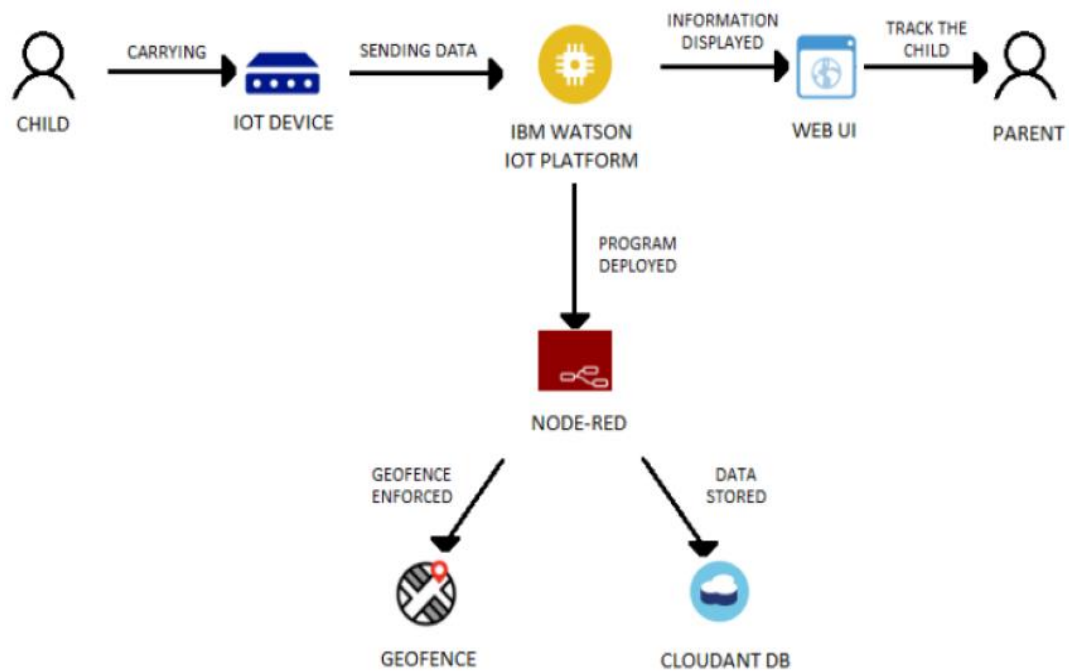 CARRYING
SENDING DATA
INFORMATION
DISPLAYED
TRACK THE
CHILD
CHILD
IOT DEVICE
IBM WATSON
IOT PLATFORM
WEB UI
PARENT
PROGRAM
DEPLOYED
NODE-RED
GEOFENCE
ENFORCED
DATA
STORED
GEOFENCE
CLOUDANT DB